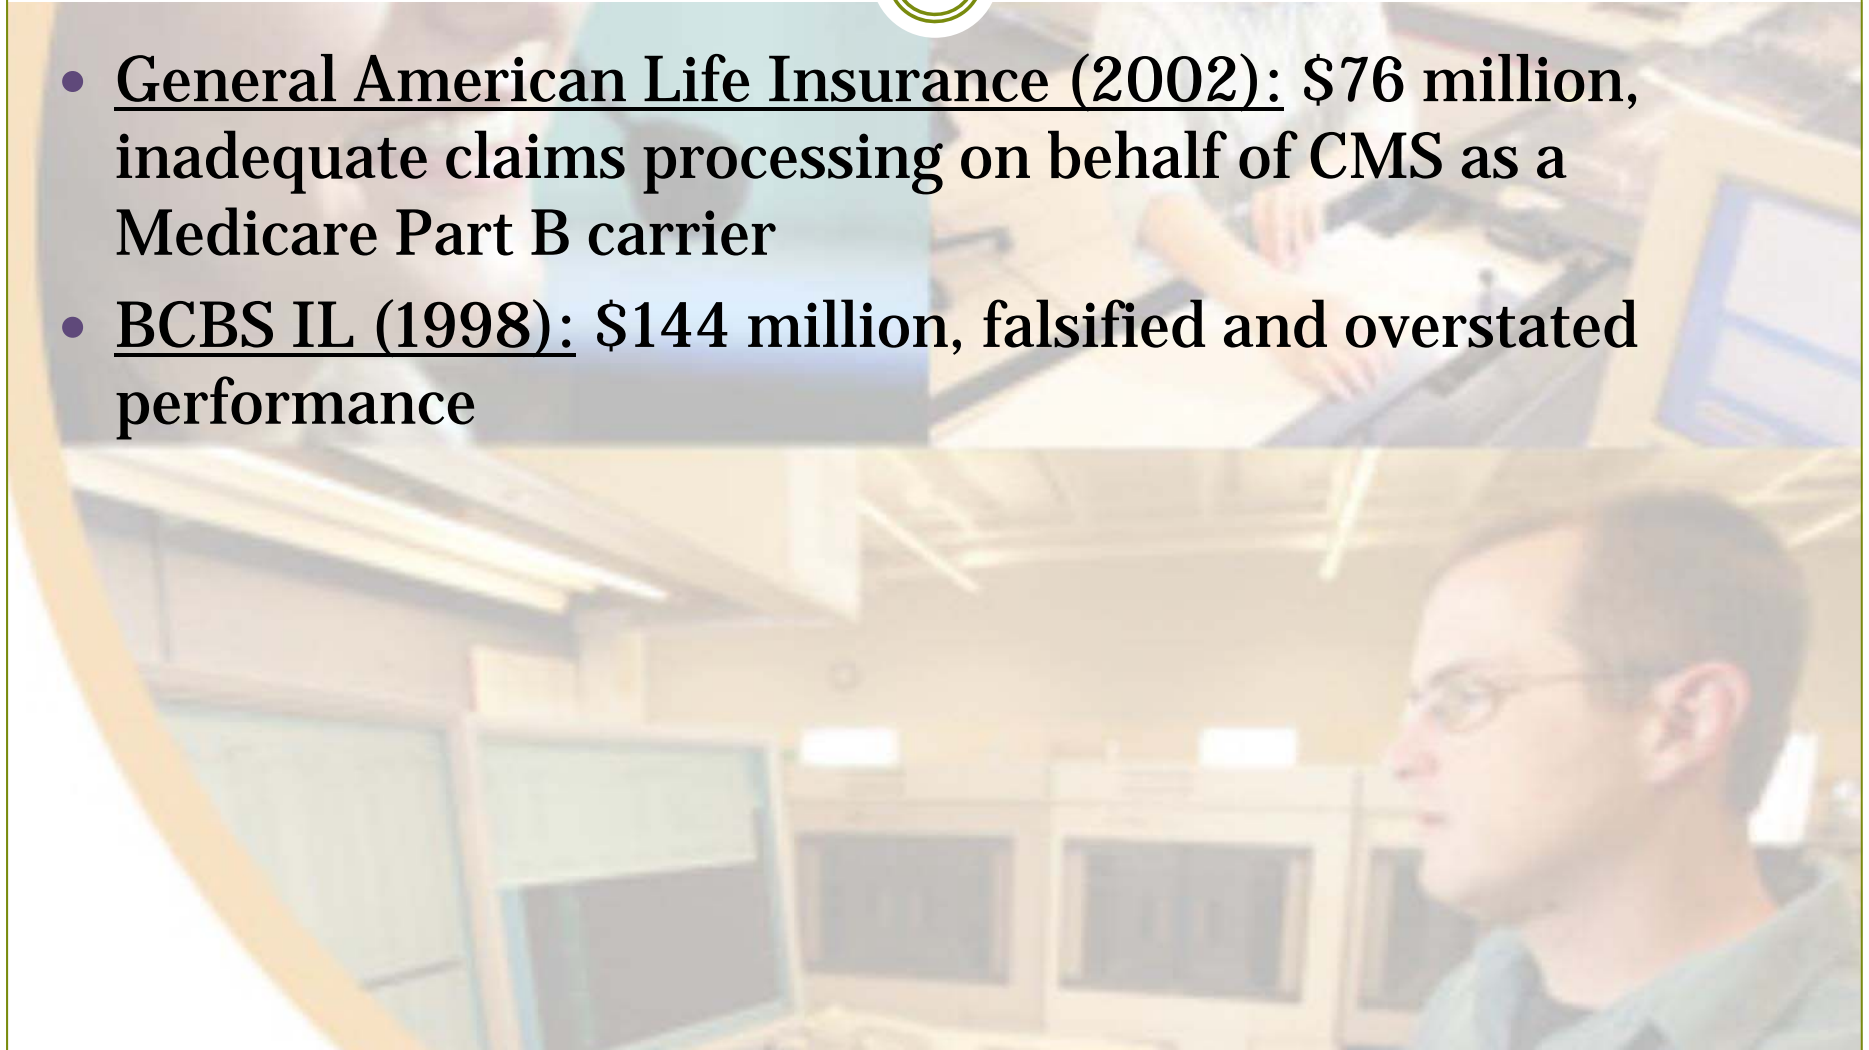 • General American Life Insurance (2002): $76 million,
inadequate claims processing on behalf of CMS as a
Medicare Part B carrier
• BCBS IL (1998): $144 million, falsified and overstated
performance